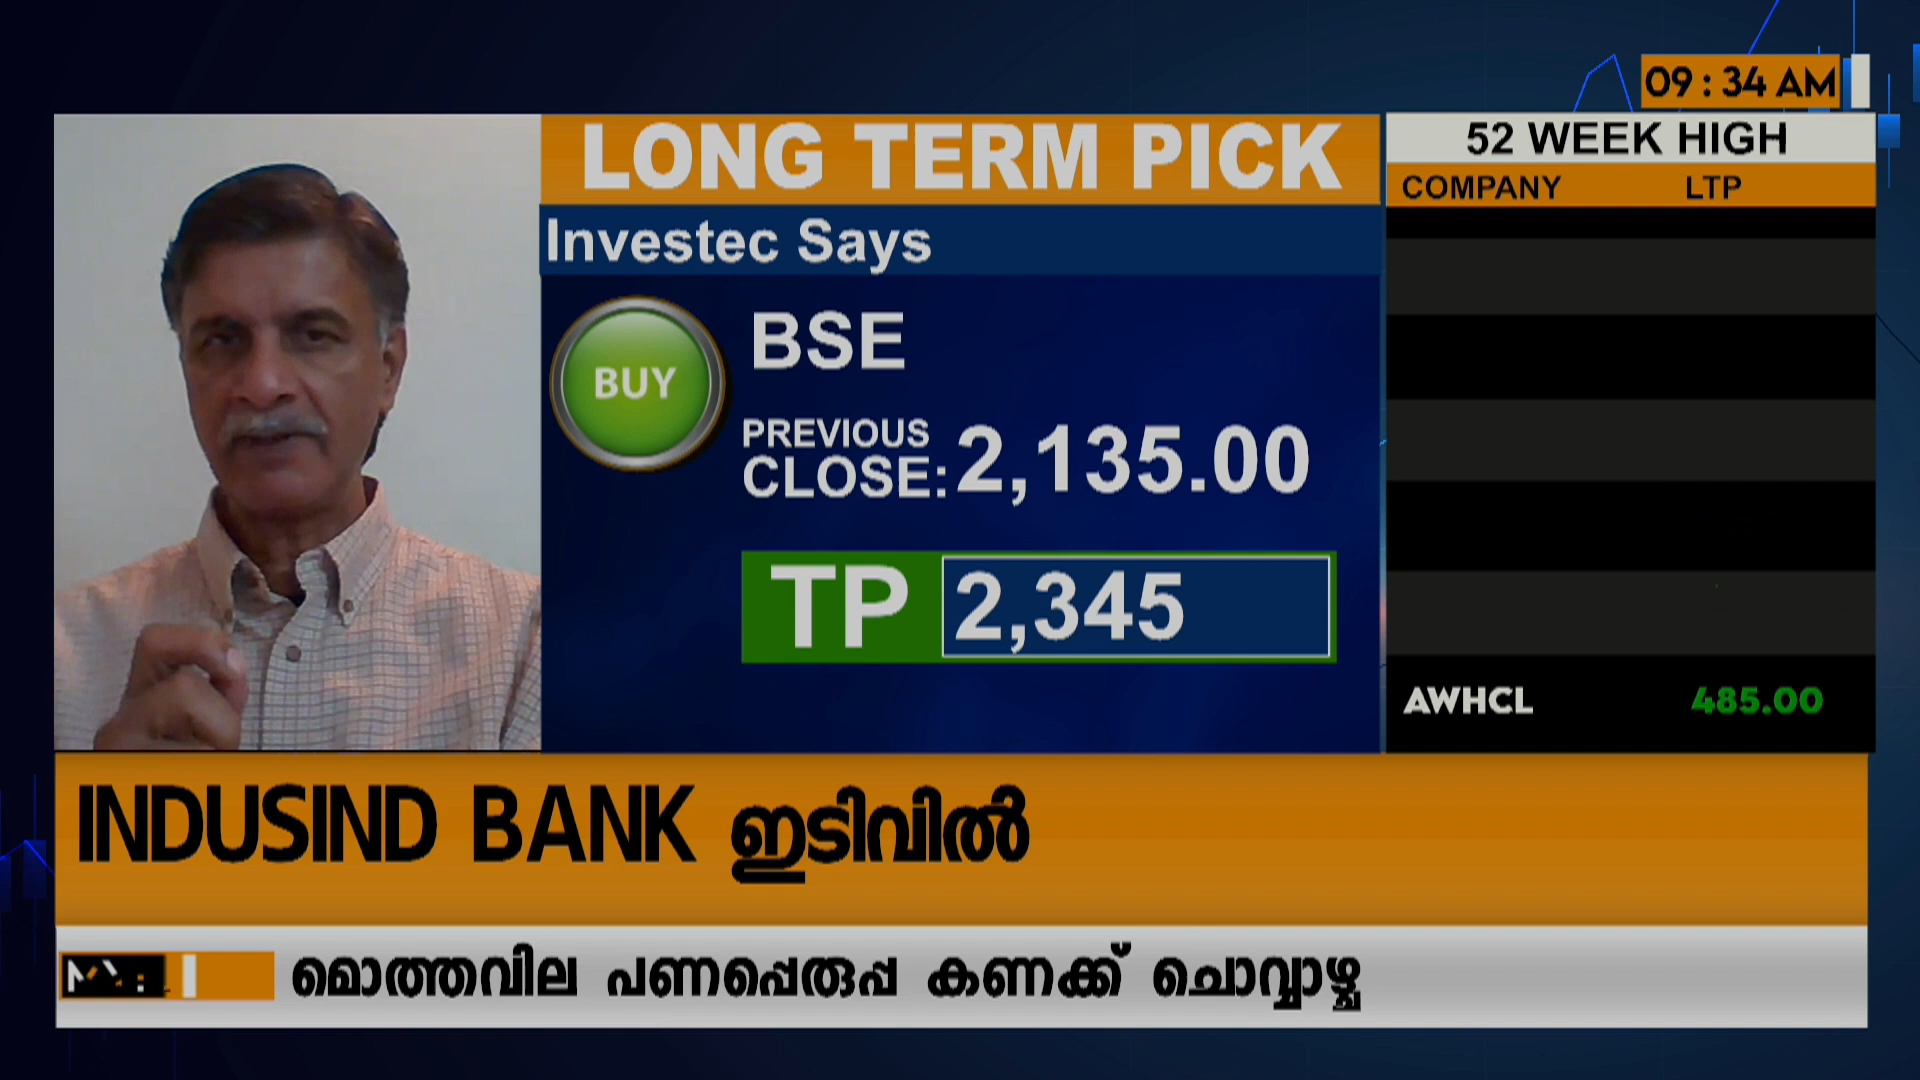 09 : 34 AM
LONG TERM PICK
Investec Says
BUY
BSE
PREVIOUS
CLOSE: 2,135.00
TP 2,345
52 WEEK HIGH
COMPANY LTP
AWHCL 485.00
INDUSIND BANK ഇടിവിൽ
മൊത്തവില പണപ്പെരുപ്പ കണക്ക് ചൊവ്വാഴ്ച